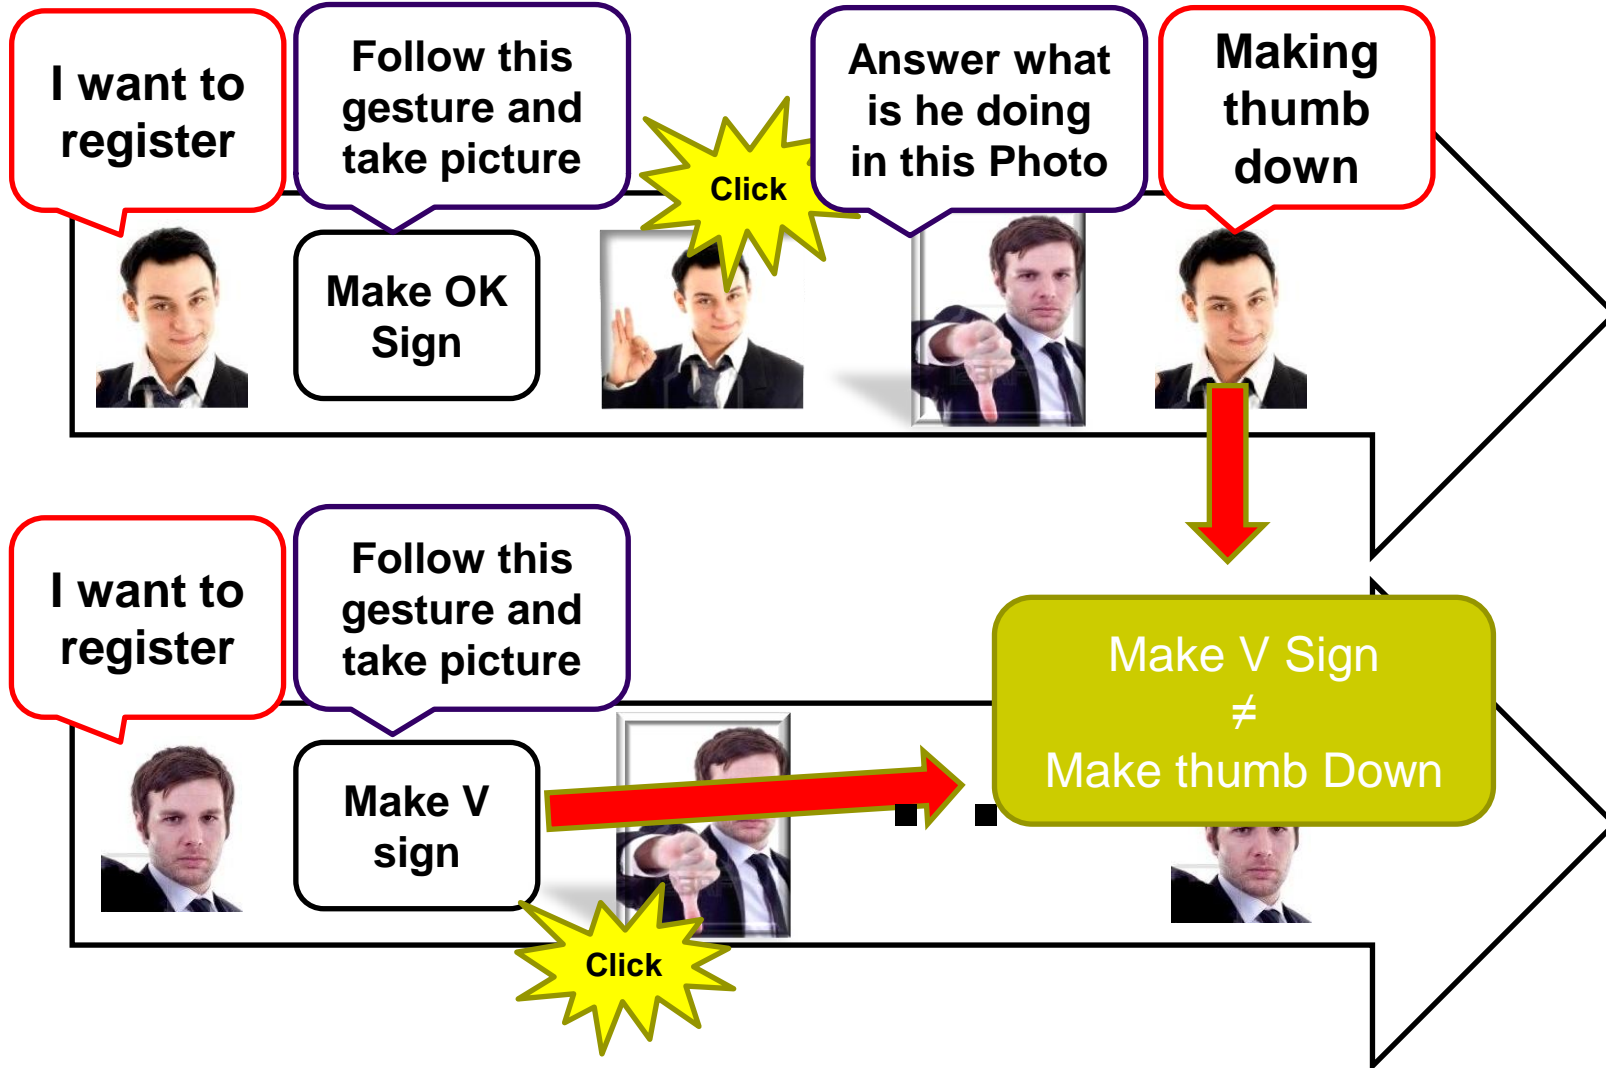 I want to
register
Follow this
gesture and
take picture
Click
Answer what
is he doing
in this Photo
Making
thumb
down
Make OK
Sign
I want to
register
Follow this
gesture and
take picture
Make V Sign
≠
Make thumb Down
Make V
sign
Click